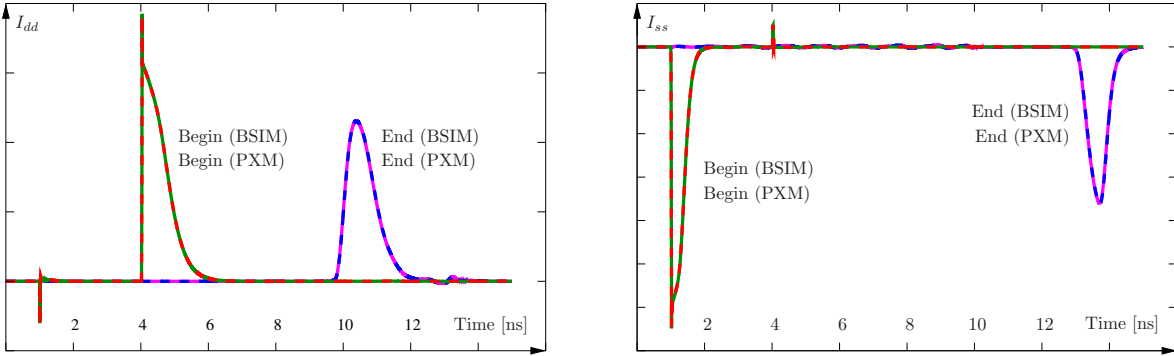 I_dd
Begin (BSIM)
Begin (PXM)
End (BSIM)
End (PXM)
2 4 6 8 10 12 Time [ns]
I_ss
End (BSIM)
End (PXM)
Begin (BSIM)
Begin (PXM)
2 4 6 8 10 12 Time [ns]